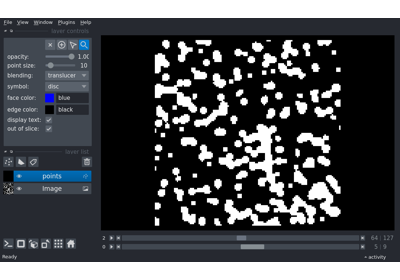 File View Window Plugins Help
layer controls
opacity: 1.00
point size: 10
blending: translucer
symbol: disc
face color: blue
edge color: black
display text:
out of slice:
layer list
points
Image
2 64 127
0 5 9
Ready activity